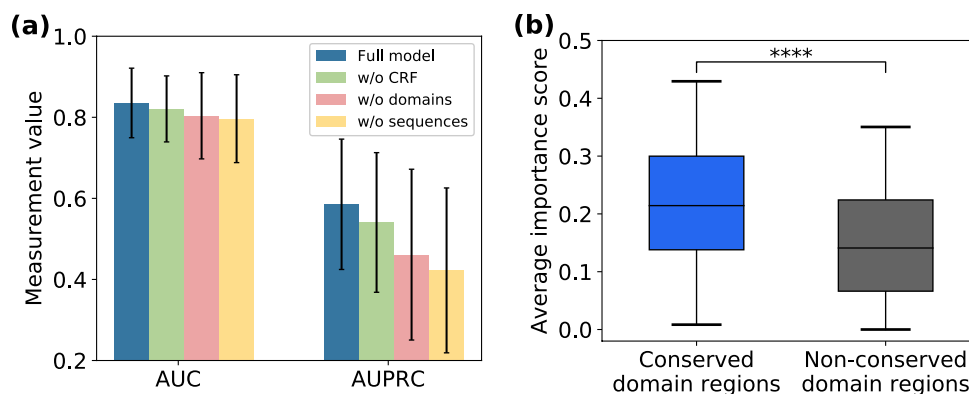 (a)
Measurement value
1.0
0.8
0.6
0.4
0.2
Full model
w/o CRF
w/o domains
w/o sequences
AUC
AUPRC
(b)
Average importance score
0.5
0.4
0.3
0.2
0.1
0.0
****
Conserved
domain regions
Non-conserved
domain regions